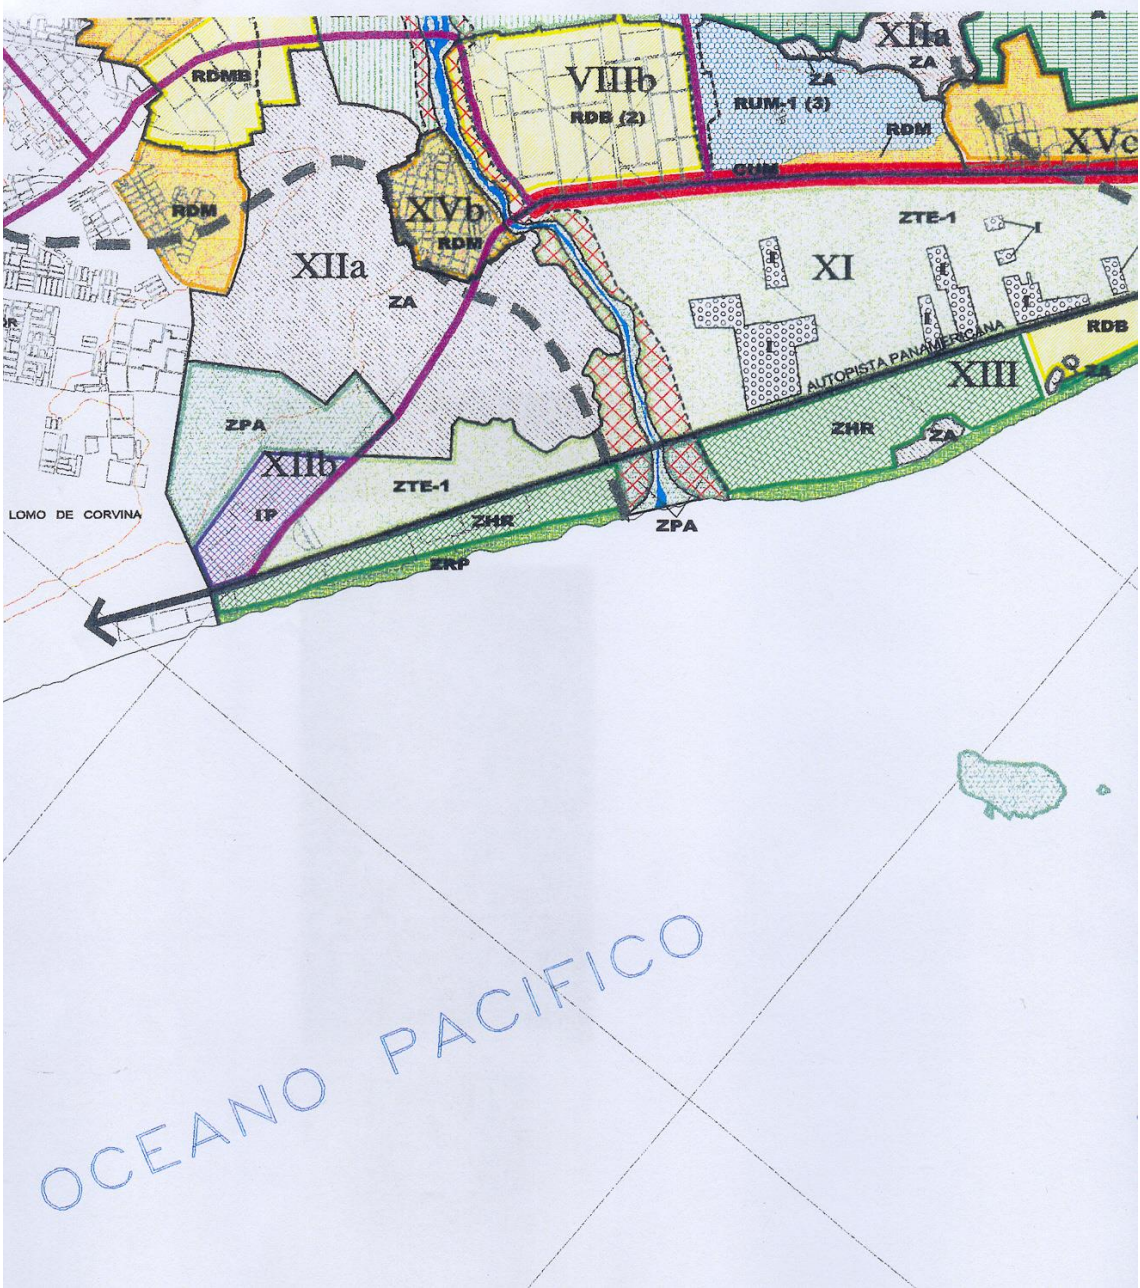 XIIa
ZA
ZA
RDMB
VIIIb
RDB (2)
RUM-1 (3)
RDM
XVc
CUM
RDM
XVb
RDM
ZTE-1
I
XIIa
ZA
XI
I
I
I
I
I
RDB
AUTOPISTA PANAMERICANA
XIII
ZA
ZPA
ZHR
ZA
XIIb
ZTE-1
IP
LOMO DE CORVINA
ZHR
ZPA
ZRP
OCEANO PACIFICO